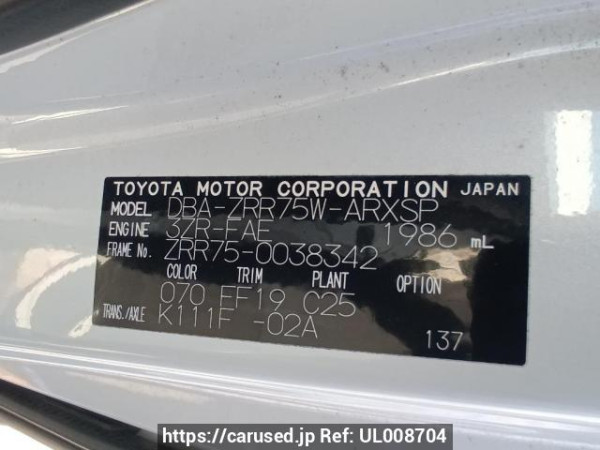 TOYOTA MOTOR CORPORATION JAPAN
MODEL DBA-ZRR75W-ARXSP
ENGINE 3ZR-FAE 1986 mL
FRAME No. ZRR75-0038342
COLOR TRIM PLANT OPTION
070 FF19 C25
TRANS./AXLE K111F -02A
137
https://carused.jp Ref: UL008704